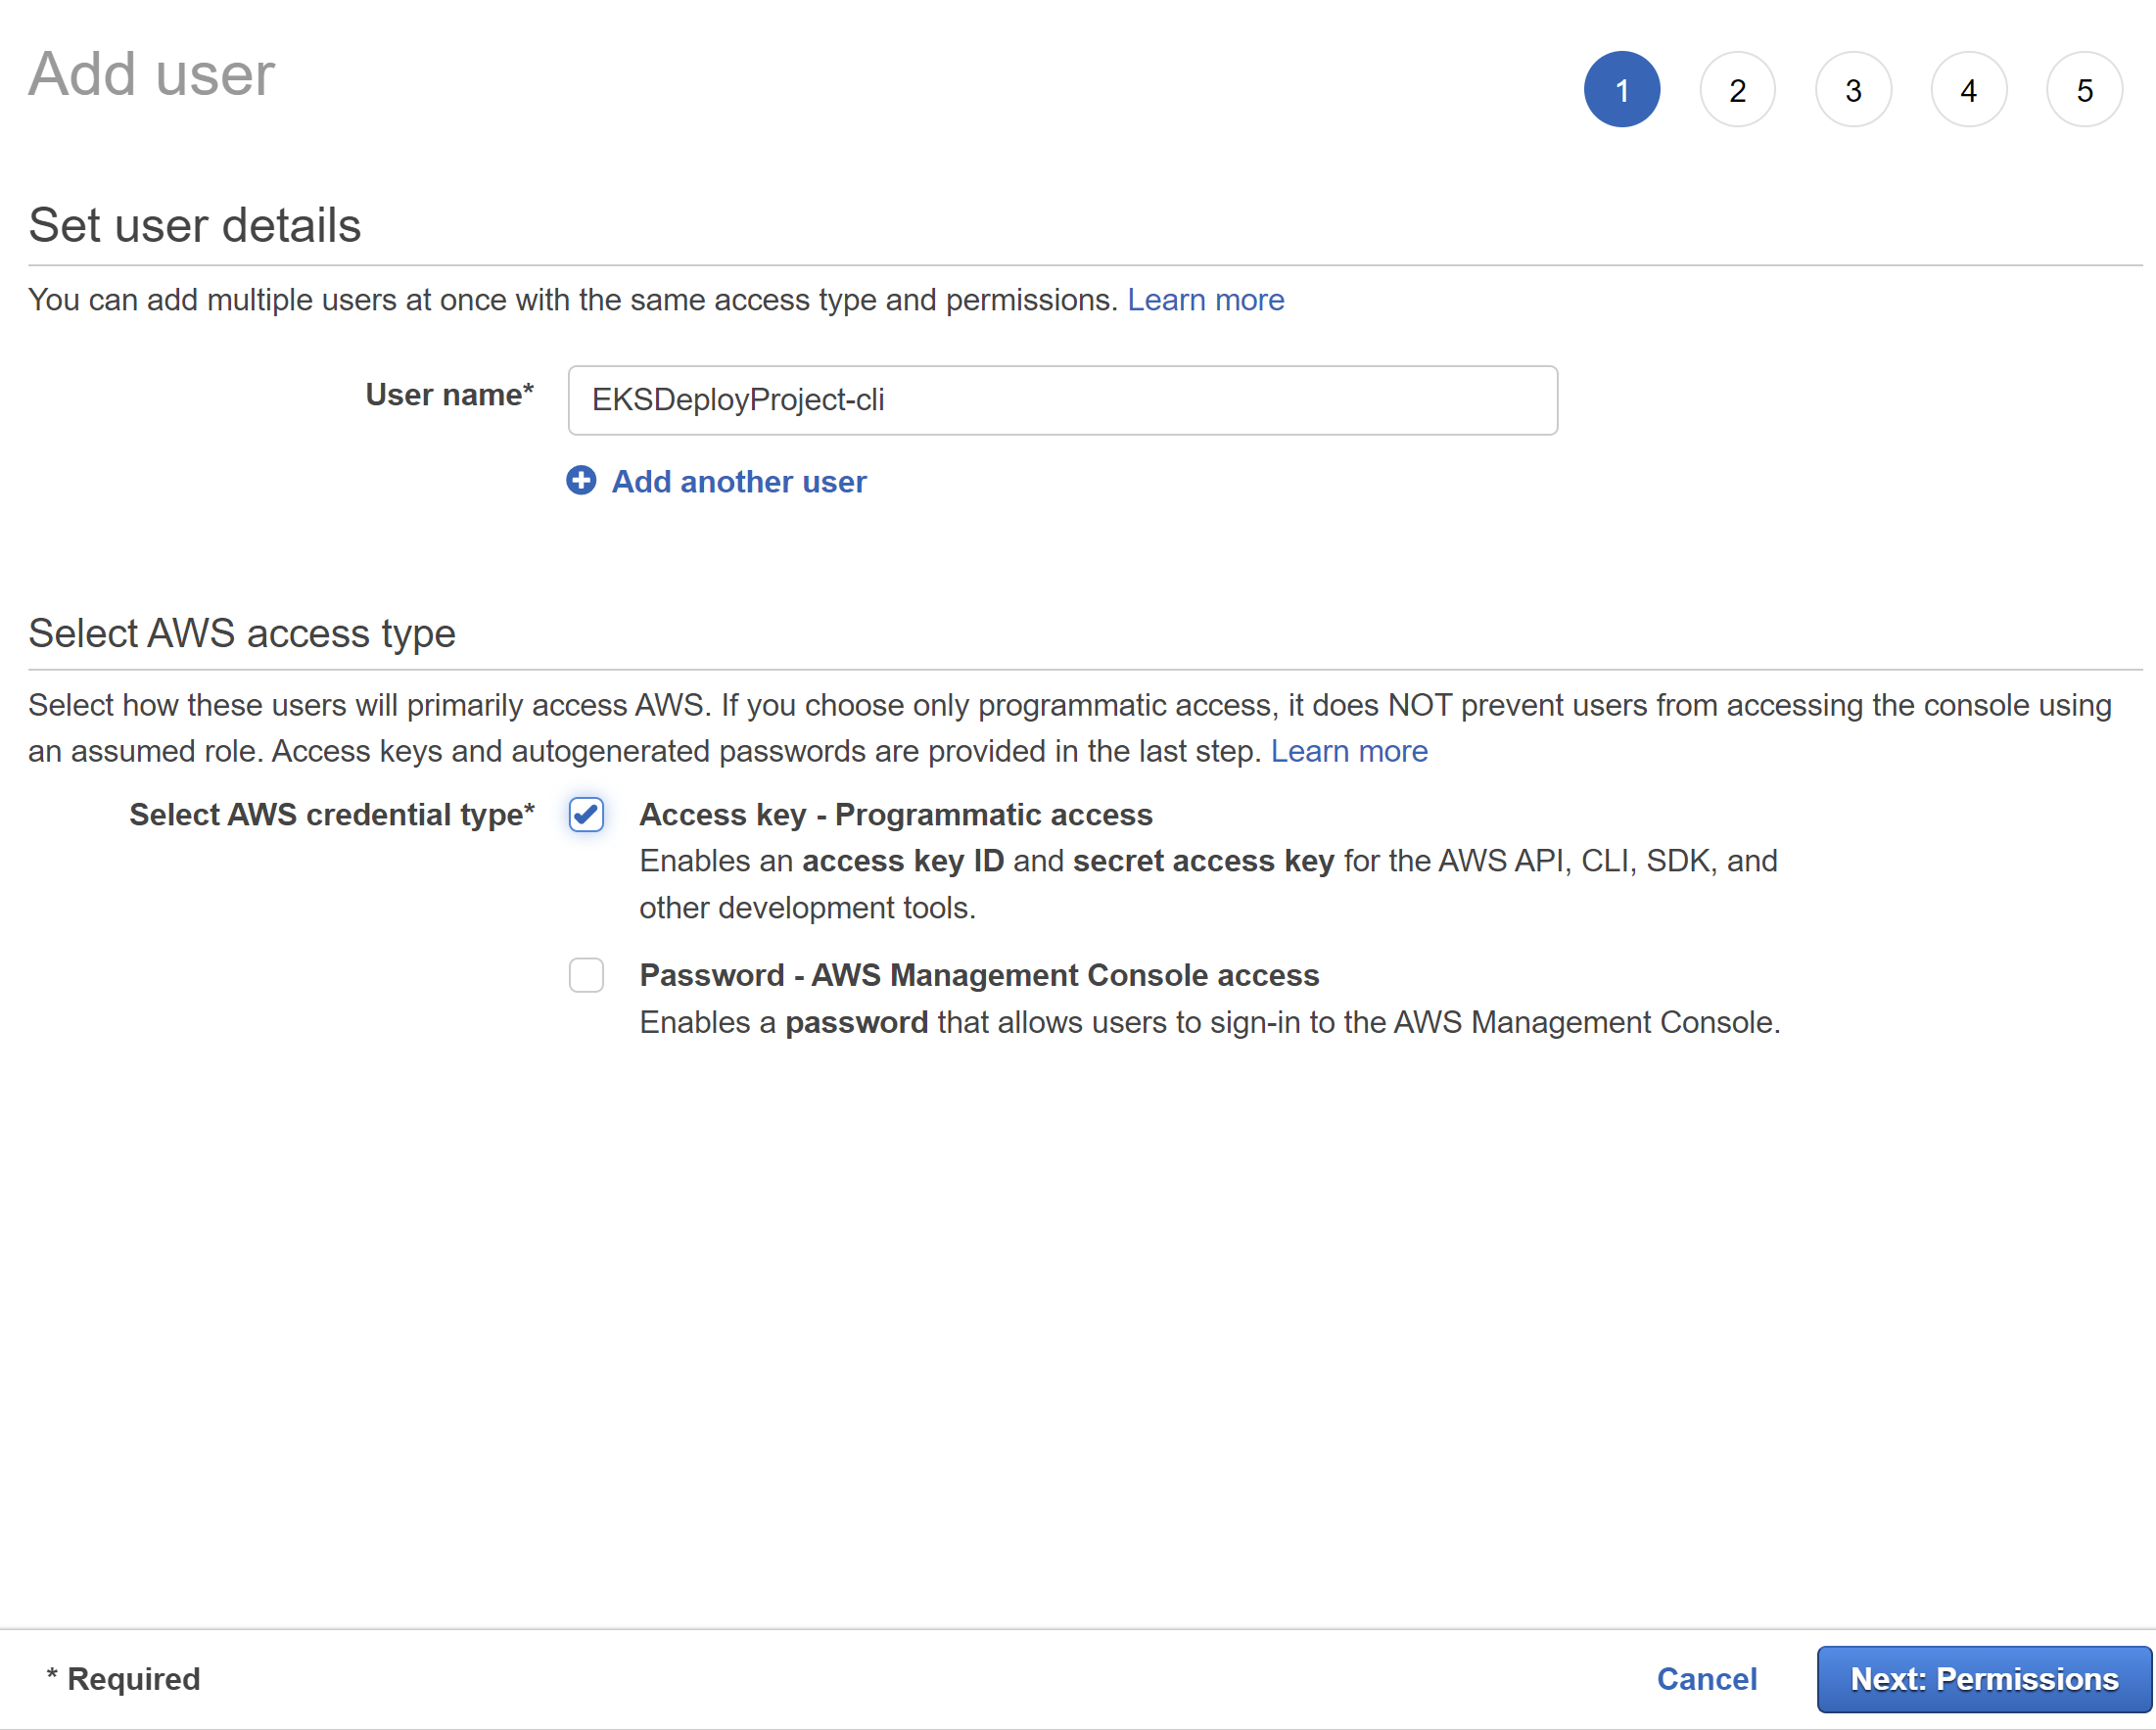 Add user
1 2 3 4 5
Set user details
You can add multiple users at once with the same access type and permissions. Learn more
User name* EKSDeployProject-cli
Add another user
Select AWS access type
Select how these users will primarily access AWS. If you choose only programmatic access, it does NOT prevent users from accessing the console using
an assumed role. Access keys and autogenerated passwords are provided in the last step. Learn more
Select AWS credential type* Access key - Programmatic access
Enables an access key ID and secret access key for the AWS API, CLI, SDK, and
other development tools.
Password - AWS Management Console access
Enables a password that allows users to sign-in to the AWS Management Console.
* Required Cancel Next: Permissions